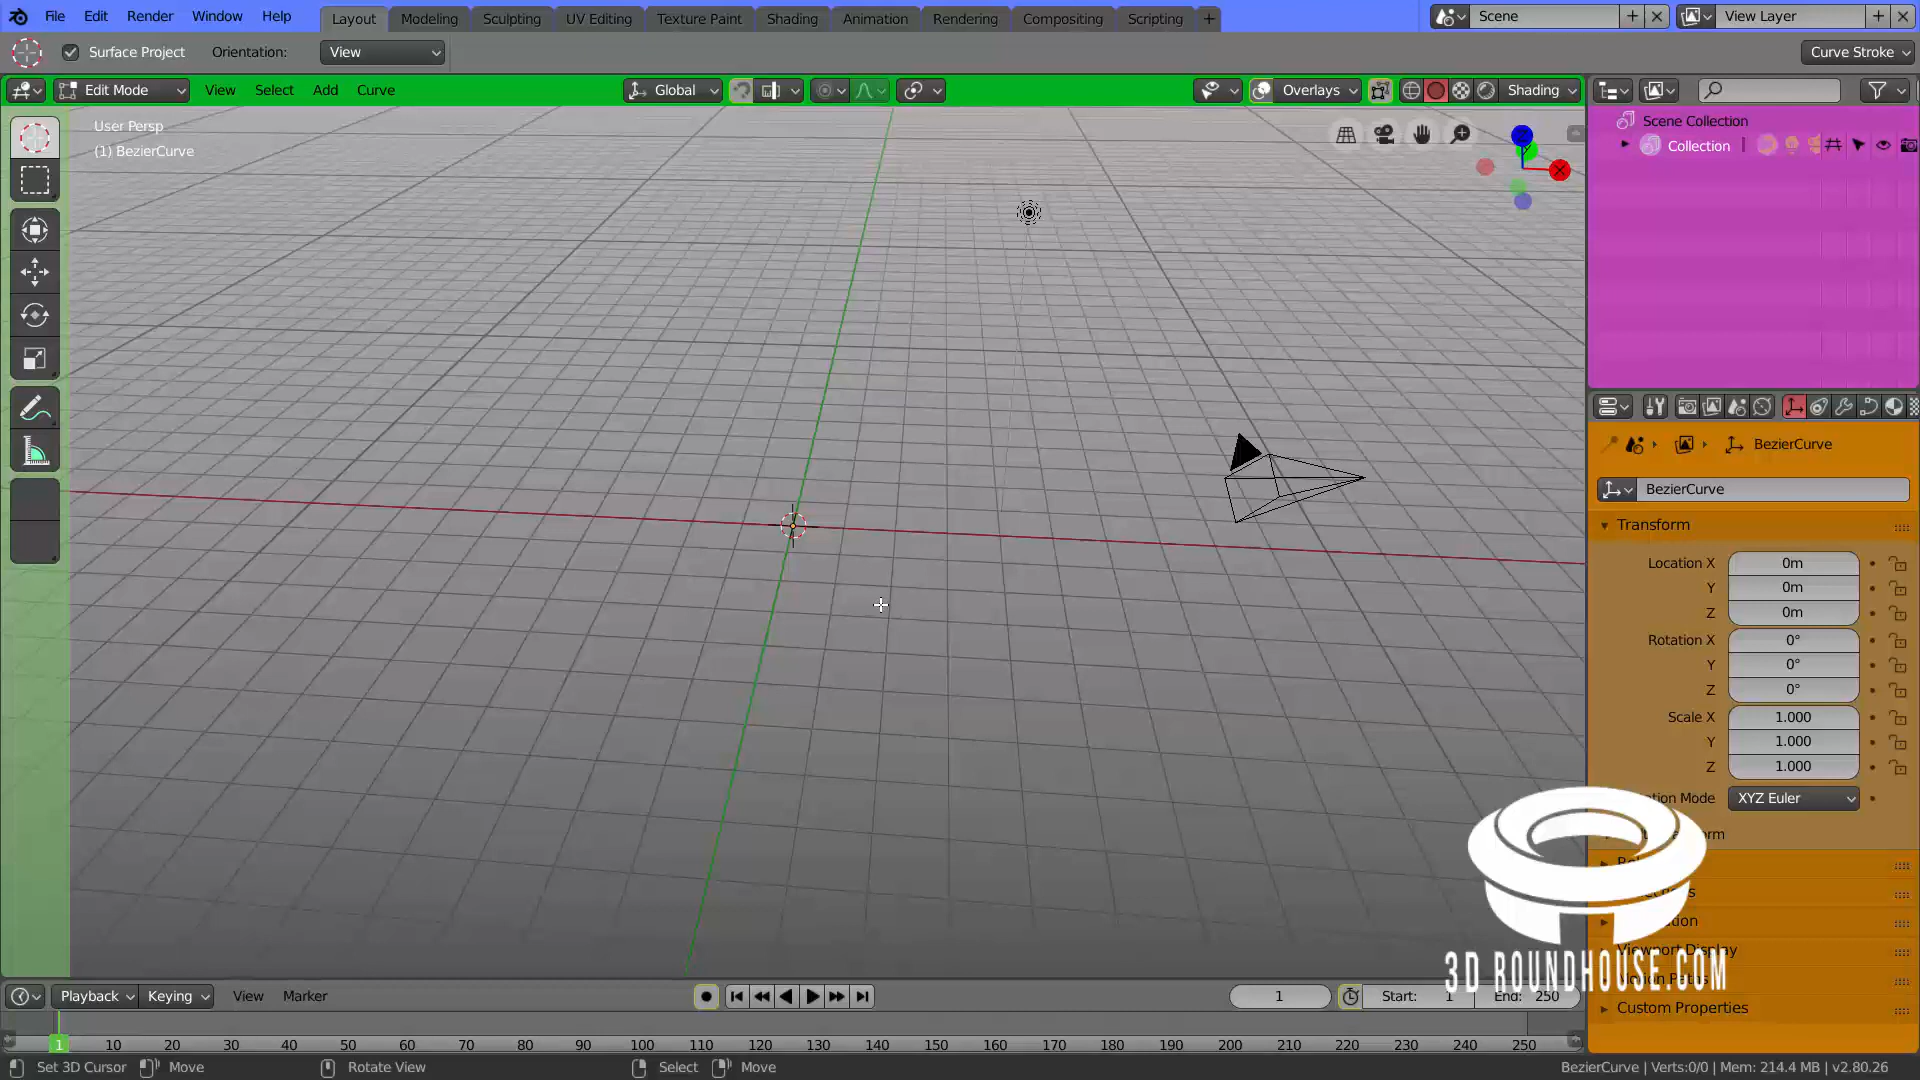 File Edit Render Window Help Layout Modeling Sculpting UV Editing Texture Paint Shading Animation Rendering Compositing Scripting + Scene View Layer
Surface Project Orientation: View Curve Stroke
Edit Mode View Select Add Curve Global Overlays Shading
User Persp
(1) BezierCurve
Z
X
Scene Collection
Collection
BezierCurve
BezierCurve
Transform
Location X 0m
Y 0m
Z 0m
Rotation X 0°
Y 0°
Z 0°
Scale X 1.000
Y 1.000
Z 1.000
XYZ Euler
Viewport Display
Custom Properties
3D ROUNDHOUSE.COM
Playback Keying View Marker 1 Start: 1 End: 250
1 10 20 30 40 50 60 70 80 90 100 110 120 130 140 150 160 170 180 190 200 210 220 230 240 250
Set 3D Cursor Move Rotate View Select Move BezierCurve | Verts:0/0 | Mem: 214.4 MB | v2.80.26